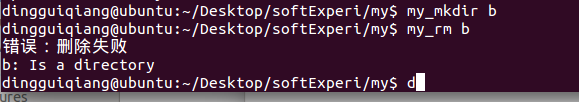 dingguiqiang@ubuntu:~/Desktop/softExperi/my$ my_mkdir b
dingguiqiang@ubuntu:~/Desktop/softExperi/my$ my_rm b
错误：删除失败
b: Is a directory
dingguiqiang@ubuntu:~/Desktop/softExperi/my$ d
ures